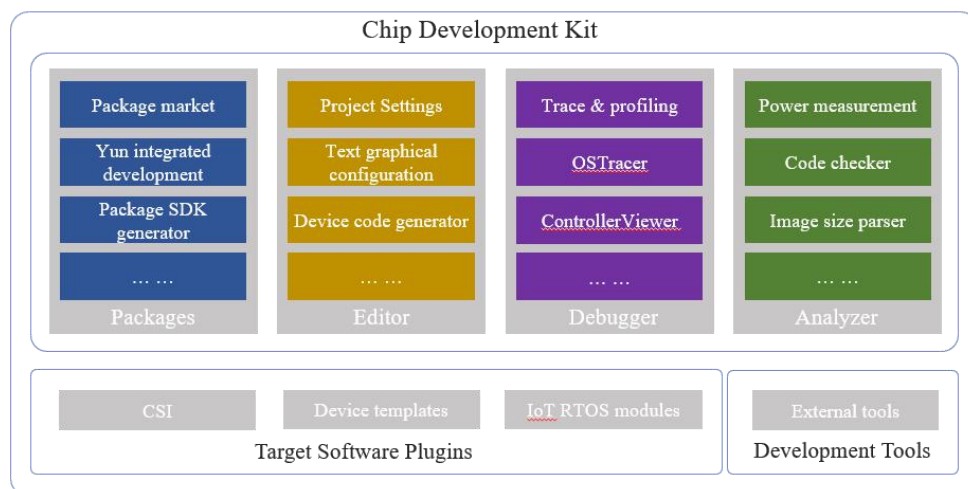 Chip Development Kit
Package market
Yun integrated
development
Package SDK
generator
... ...
Packages
Project Settings
Text graphical
configuration
Device code generator
... ...
Editor
Trace & profiling
OSTracer
ControllerViewer
... ...
Debugger
Power measurement
Code checker
Image size parser
... ...
Analyzer
CSI
Device templates
IoT RTOS modules
Target Software Plugins
External tools
Development Tools